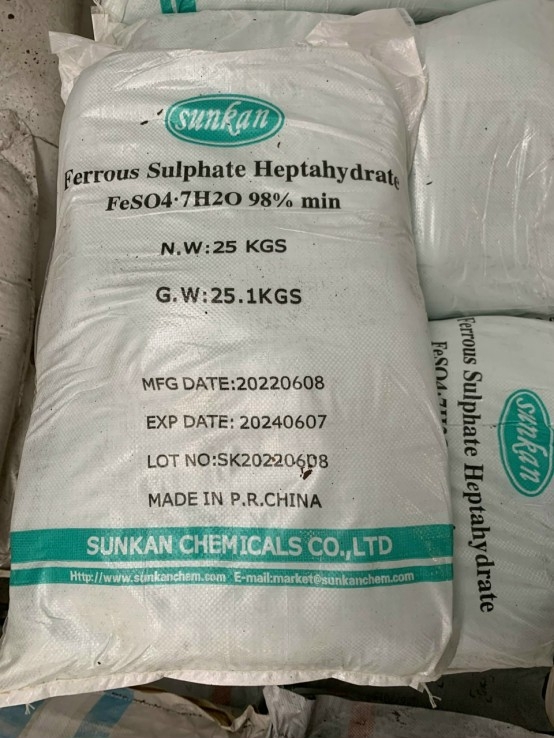 sunkan
Ferrous Sulphate Heptahydrate
FeSO4·7H2O 98% min
N.W:25 KGS
G.W:25.1KGS
MFG DATE:20220608
EXP DATE: 20240607
LOT NO:SK20220608
MADE IN P.R.CHINA
SUNKAN CHEMICALS CO.,LTD
Http://www.sunkanchem.com E-mail:market@sunkanchem.com
sunkan
Ferrous Sulphate Heptahydrate